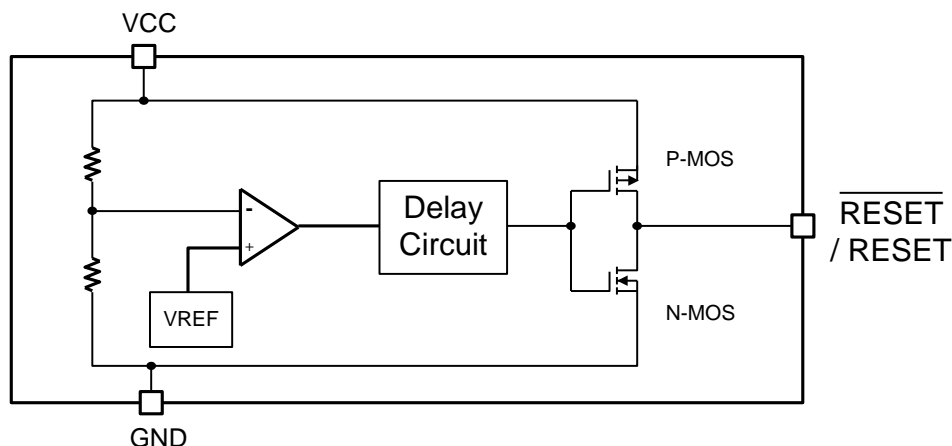 VCC
P-MOS
-
+
Delay
Circuit
RESET
/ RESET
VREF
N-MOS
GND